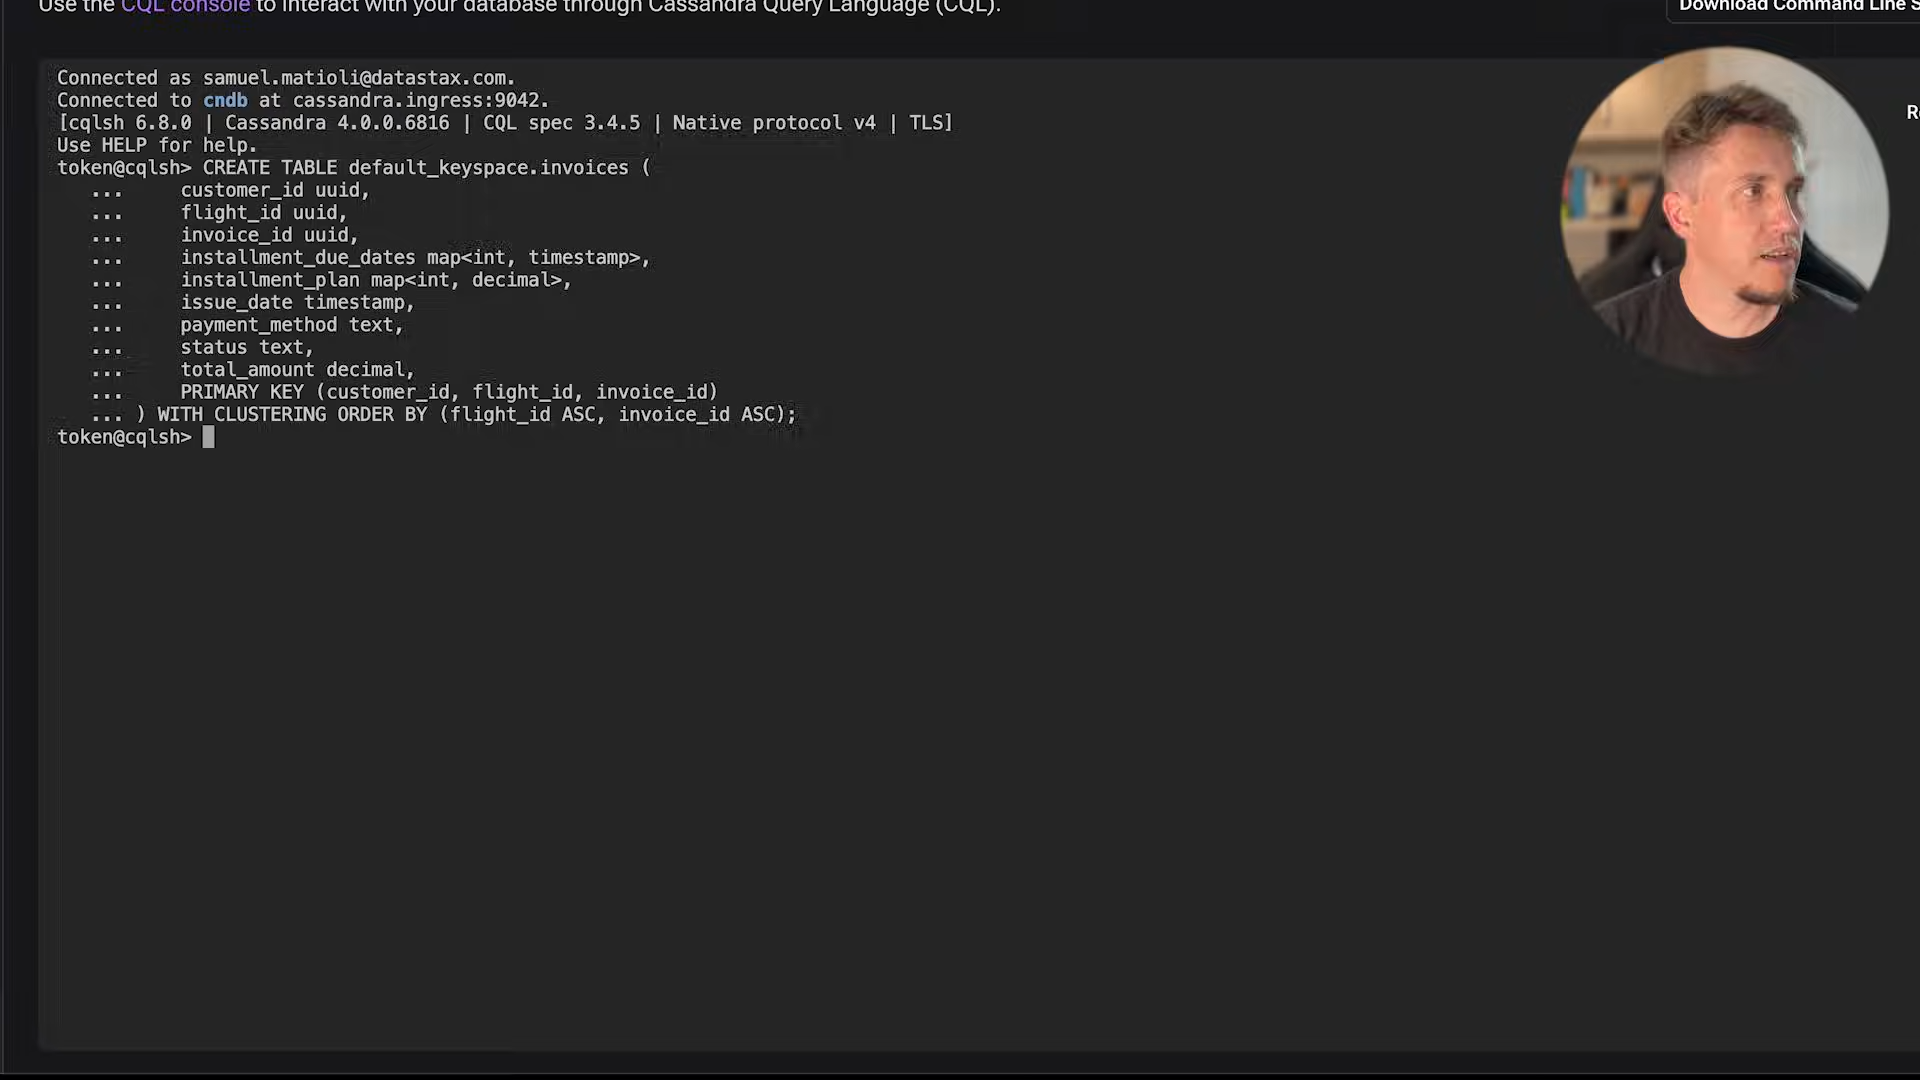 Use the CQL console to interact with your database through Cassandra Query Language (CQL).
Download Command Line S
Connected as samuel.matioli@datastax.com.
Connected to cndb at cassandra.ingress:9042.
[cqlsh 6.8.0 | Cassandra 4.0.0.6816 | CQL spec 3.4.5 | Native protocol v4 | TLS]
Use HELP for help.
token@cqlsh> CREATE TABLE default_keyspace.invoices (
... customer_id uuid,
... flight_id uuid,
... invoice_id uuid,
... installment_due_dates map<int, timestamp>,
... installment_plan map<int, decimal>,
... issue_date timestamp,
... payment_method text,
... status text,
... total_amount decimal,
... PRIMARY KEY (customer_id, flight_id, invoice_id)
... ) WITH CLUSTERING ORDER BY (flight_id ASC, invoice_id ASC);
token@cqlsh>